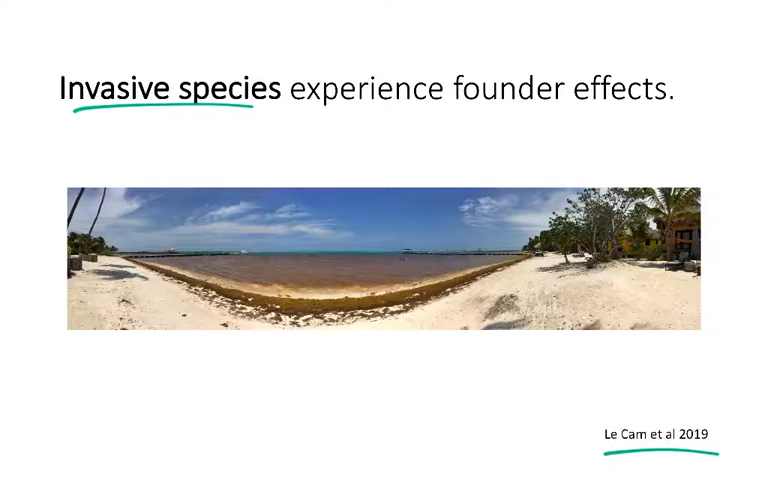 Invasive species experience founder effects.
Le Cam et al 2019